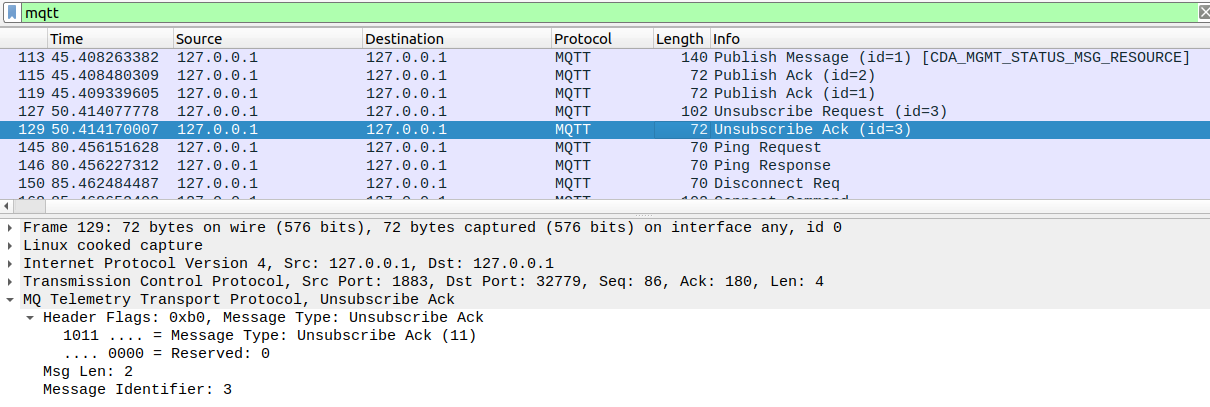 mqtt
Time Source Destination Protocol Length Info
113 45.408263382 127.0.0.1 127.0.0.1 MQTT 140 Publish Message (id=1) [CDA_MGMT_STATUS_MSG_RESOURCE]
115 45.408480309 127.0.0.1 127.0.0.1 MQTT 72 Publish Ack (id=2)
119 45.409339605 127.0.0.1 127.0.0.1 MQTT 72 Publish Ack (id=1)
127 50.414077778 127.0.0.1 127.0.0.1 MQTT 102 Unsubscribe Request (id=3)
129 50.414170007 127.0.0.1 127.0.0.1 MQTT 72 Unsubscribe Ack (id=3)
145 80.456151628 127.0.0.1 127.0.0.1 MQTT 70 Ping Request
146 80.456227312 127.0.0.1 127.0.0.1 MQTT 70 Ping Response
150 85.462484487 127.0.0.1 127.0.0.1 MQTT 70 Disconnect Req
127.0.0.1 127.0.0.1 MQTT Connect Command
Frame 129: 72 bytes on wire (576 bits), 72 bytes captured (576 bits) on interface any, id 0
Linux cooked capture
Internet Protocol Version 4, Src: 127.0.0.1, Dst: 127.0.0.1
Transmission Control Protocol, Src Port: 1883, Dst Port: 32779, Seq: 86, Ack: 180, Len: 4
MQ Telemetry Transport Protocol, Unsubscribe Ack
Header Flags: 0xb0, Message Type: Unsubscribe Ack
1011 .... = Message Type: Unsubscribe Ack (11)
.... 0000 = Reserved: 0
Msg Len: 2
Message Identifier: 3